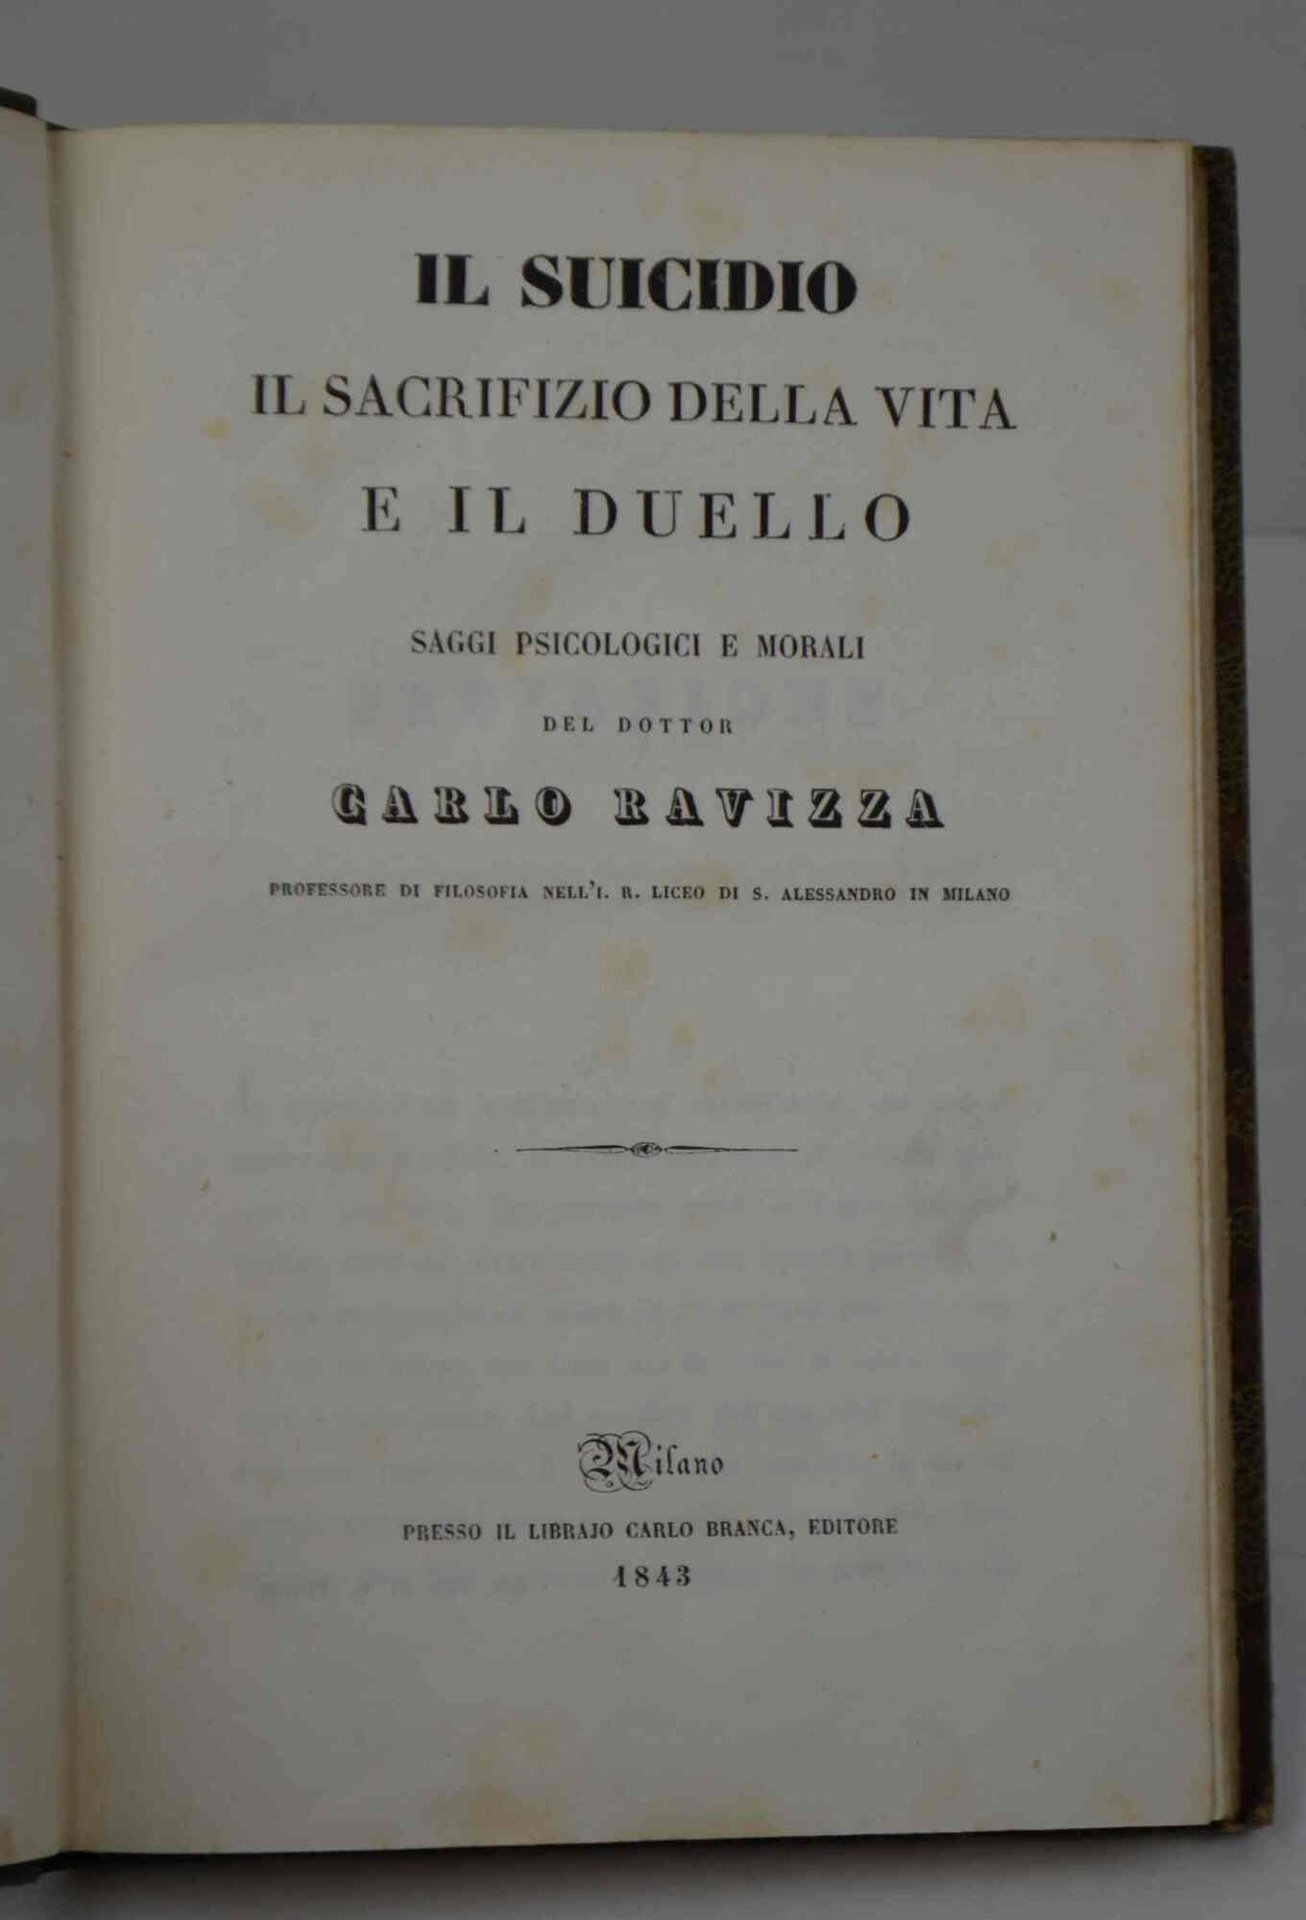 IL SUICIDIO
IL SACRIFIZIO DELLA VITA
E IL DUELLO
SAGGI PSICOLOGICI E MORALI
DEL DOTTOR
CARLO RAVIZZA
PROFESSORE DI FILOSOFIA NELL'I. R. LICEO DI S. ALESSANDRO IN MILANO
Milano
PRESSO IL LIBRAJO CARLO BRANCA, EDITORE
1843